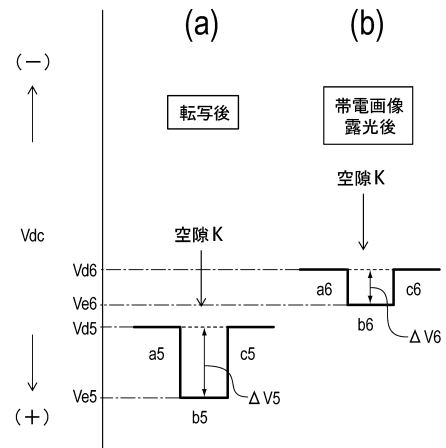 (a)
(b)
(−)
転写後
帯電画像
露光後
空隙K
Vdc
空隙K
Vd6
a6
c6
Ve6
b6
Vd5
ΔV6
a5
c5
Ve5
ΔV5
b5
(+)